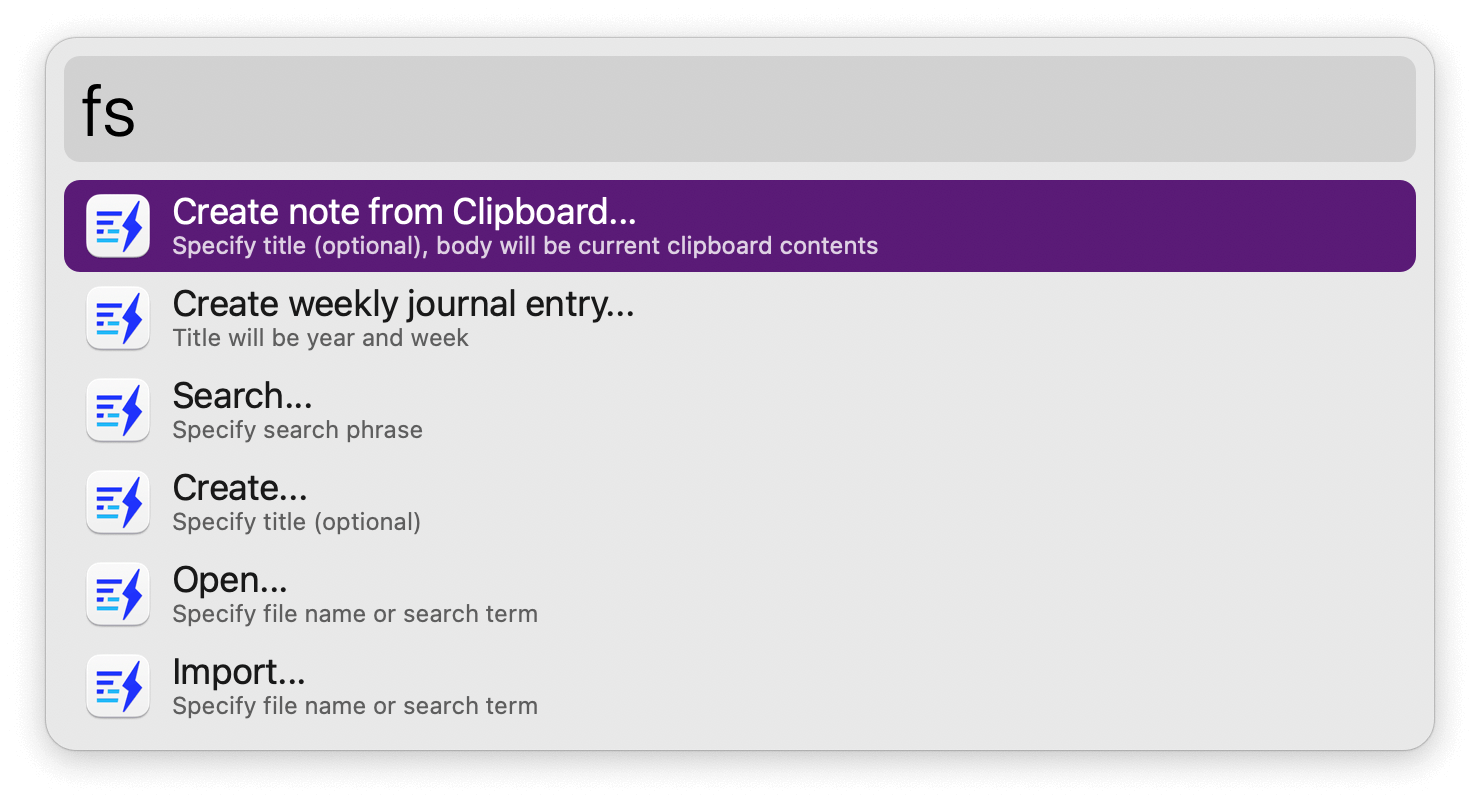 fs
Create note from Clipboard...
Specify title (optional), body will be current clipboard contents
Create weekly journal entry...
Title will be year and week
Search...
Specify search phrase
Create...
Specify title (optional)
Open...
Specify file name or search term
Import...
Specify file name or search term